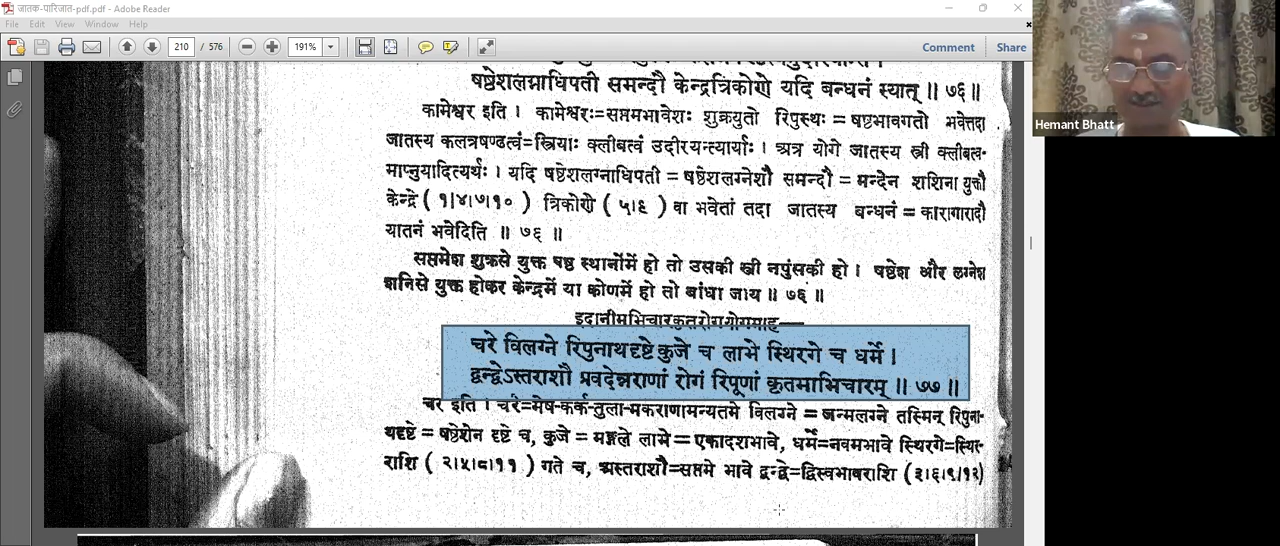 जातक-पारिजात-pdf.pdf - Adobe Reader
File Edit View Window Help
210 / 576 191% Comment Share
षष्ठेशलग्नाधिपती समन्दौ केन्द्रत्रिकोणे यदि बन्धनं स्यात् ॥ ७६॥
कामेश्वर इति । कामेश्वरः=सप्तमभावेशः शुक्रयुतो रिपुस्थः = षष्ठभावगतो भवेत्तदा
जातस्य कलत्रषण्ढत्वं=स्त्रियाः क्लीबत्वं उदीरयन्त्यार्याः । अत्र योगे जातस्य स्त्री क्लीबत्व-
माप्नुयादित्यर्थः । यदि षष्ठेशलग्नाधिपती = षष्ठेशलग्नेशौ समन्दौ = मन्देन शशिना युक्तौ
केन्द्रे ( १|४|७|१० ) त्रिकोणे ( ५|६ ) वा भवेतां तदा जातस्य बन्धनं = कारागारादौ
यातनं भवेदिति ॥ ७६ ॥
सप्तमेश शुक्रसे युक्त षष्ठ स्थानोंमें हो तो उसकी स्त्री नपुंसकी हो । षष्ठेश और लग्नेश
शनिसे युक्त होकर केन्द्रमें या कोणमें हो तो बांधा जाय ॥ ७६ ॥
इदानीमभिचारकृतरोगयोगमाह—
चरे विलग्ने रिपुनाथदृष्टे कुजे च लाभे स्थिरगे च धर्मे ।
द्वन्द्वेऽस्तराशौ प्रवदेन्नराणां रोगं रिपूणां कृतमाभिचारम् ॥ ७७ ॥
चर इति । चरे=मेष-कर्क-तुला-मकराणामन्यतमे विलग्ने = जन्मलग्ने तस्मिन् रिपुना-
थदृष्टे = षष्ठेशेन दृष्टे च, कुजे = मङ्गले लाभे = एकादशभावे, धर्मे=नवमभावे स्थिरगे=स्थिर-
राशि ( २|५|८|११ ) गते च, अस्तराशौ=सप्तमे भावे द्वन्द्वे=द्विस्वभावराशि (३|६|९|१२)
Hemant Bhatt